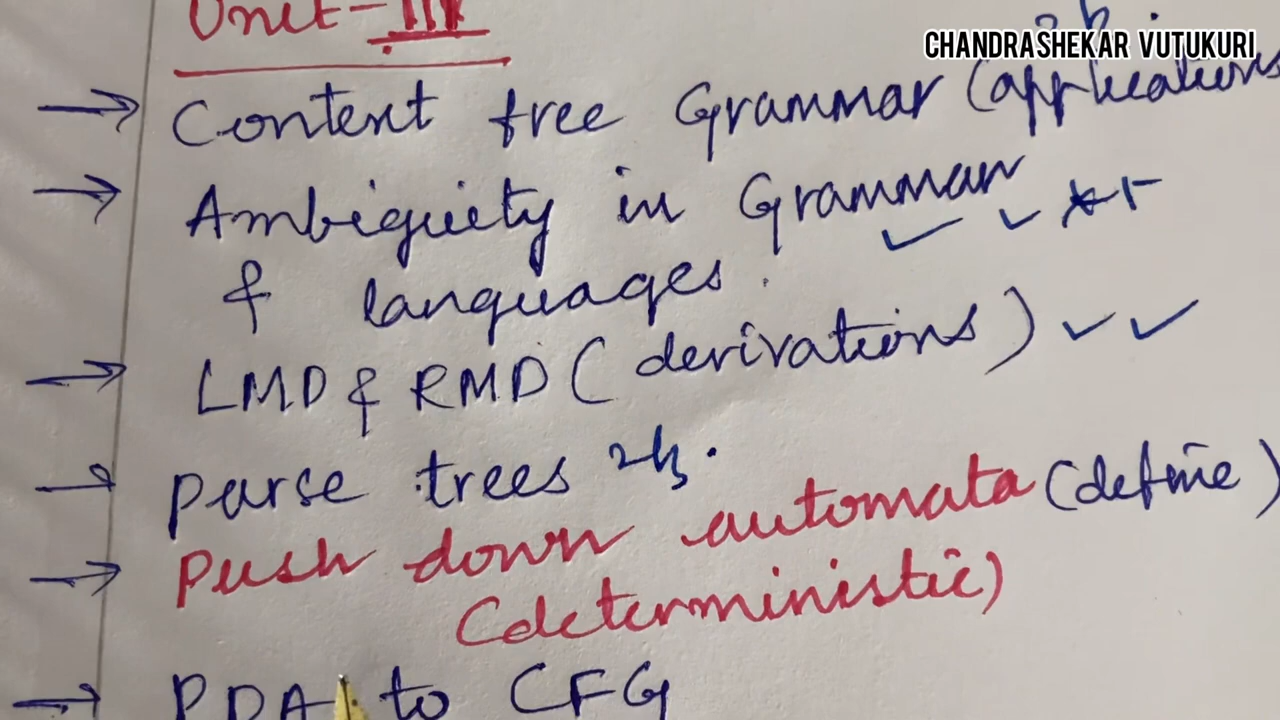 Unit-III
CHANDRASHEKAR VUTUKURI
→ Context free Grammar (applications
→ Ambiguity in Grammar
& languages.
→ LMD & RMD (derivations)
→ Parse trees
→ Push down automata (define)
(deterministic)
→ PDA to CFG